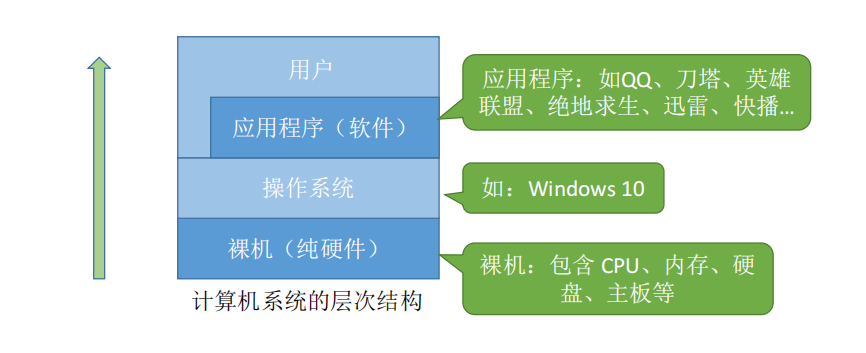 用户
应用程序（软件）
操作系统
裸机（纯硬件）
计算机系统的层次结构
应用程序：如QQ、刀塔、英雄
联盟、绝地求生、迅雷、快播...
如：Windows 10
裸机：包含 CPU、内存、硬
盘、主板等